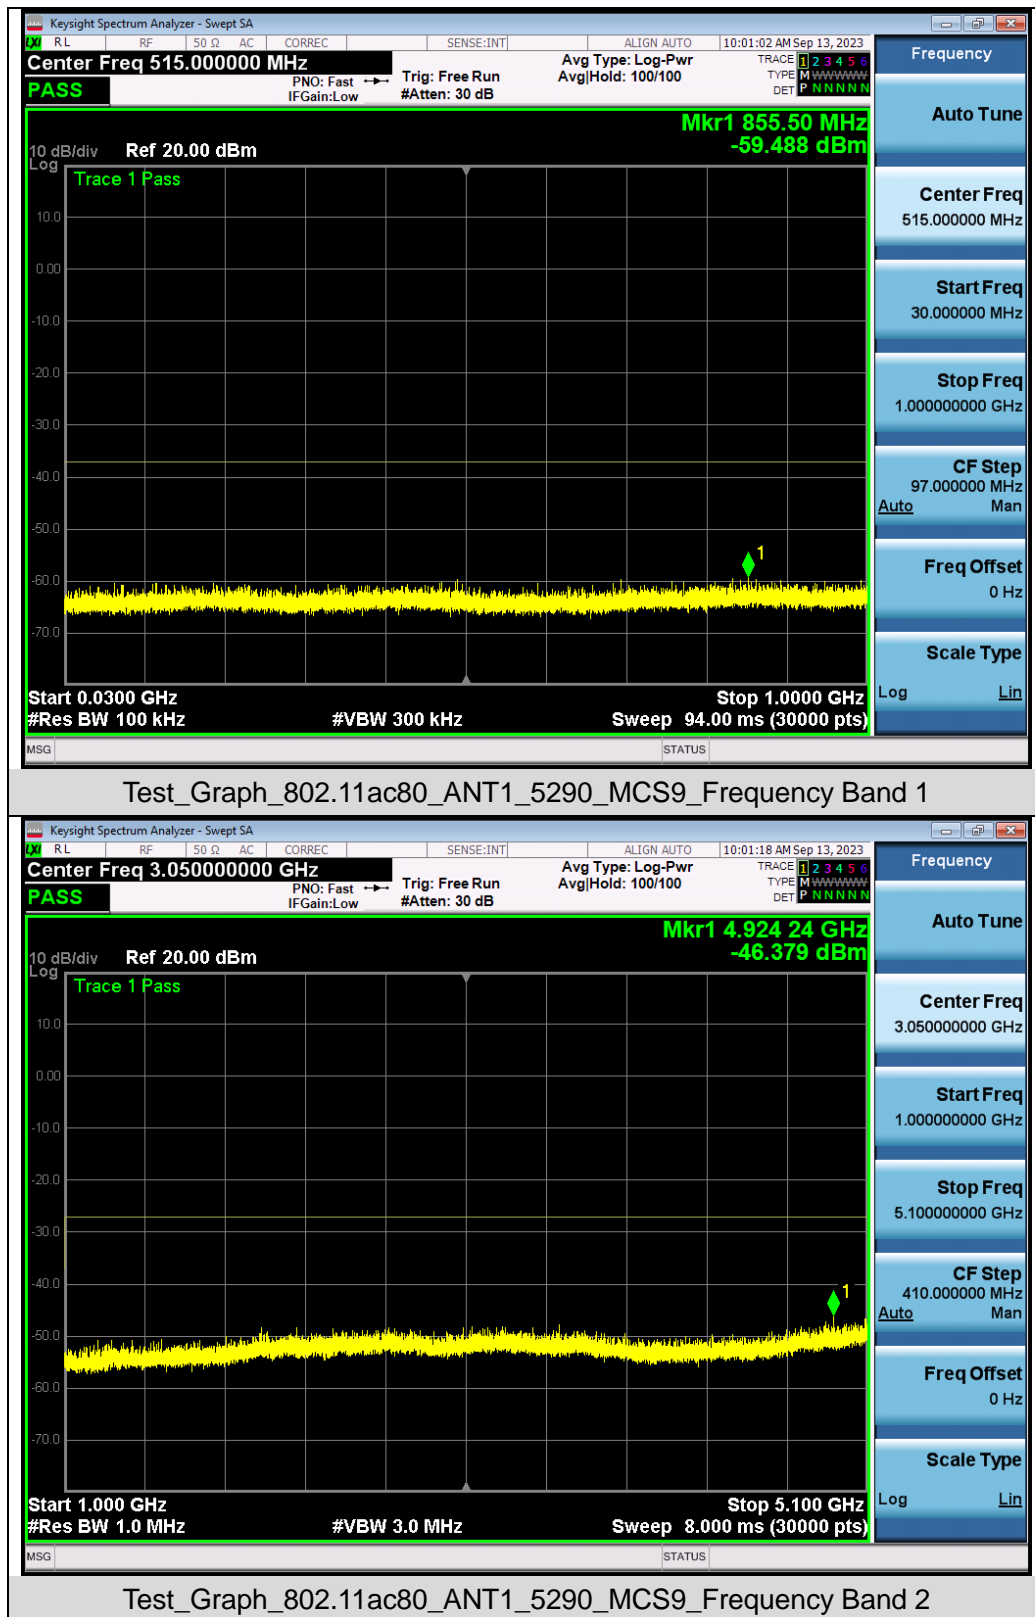 Keysight Spectrum Analyzer - Swept SA
LXI RL RF 50 Ω AC CORREC SENSE:INT ALIGN AUTO 10:01:02 AM Sep 13, 2023
Center Freq 515.000000 MHz
PASS
PNO: Fast
IFGain:Low
Trig: Free Run
#Atten: 30 dB
Avg Type: Log-Pwr
Avg|Hold: 100/100
TRACE 1 2 3 4 5 6
TYPE M WWWWW
DET P N N N N N
Mkr1 855.50 MHz
-59.488 dBm
10 dB/div Ref 20.00 dBm
Log
Trace 1 Pass
10.0
0.00
-10.0
-20.0
-30.0
-40.0
-50.0
1
-60.0
-70.0
Start 0.0300 GHz Stop 1.0000 GHz
#Res BW 100 kHz #VBW 300 kHz Sweep 94.00 ms (30000 pts)
MSG STATUS
Frequency
Auto Tune
Center Freq
515.000000 MHz
Start Freq
30.000000 MHz
Stop Freq
1.000000000 GHz
CF Step
97.000000 MHz
Auto Man
Freq Offset
0 Hz
Scale Type
Log Lin
Test_Graph_802.11ac80_ANT1_5290_MCS9_Frequency Band 1
Keysight Spectrum Analyzer - Swept SA
LXI RL RF 50 Ω AC CORREC SENSE:INT ALIGN AUTO 10:01:18 AM Sep 13, 2023
Center Freq 3.050000000 GHz
PASS
PNO: Fast
IFGain:Low
Trig: Free Run
#Atten: 30 dB
Avg Type: Log-Pwr
Avg|Hold: 100/100
TRACE 1 2 3 4 5 6
TYPE M WWWWW
DET P N N N N N
Mkr1 4.924 24 GHz
-46.379 dBm
10 dB/div Ref 20.00 dBm
Log
Trace 1 Pass
10.0
0.00
-10.0
-20.0
-30.0
-40.0
1
-50.0
-60.0
-70.0
Start 1.000 GHz Stop 5.100 GHz
#Res BW 1.0 MHz #VBW 3.0 MHz Sweep 8.000 ms (30000 pts)
MSG STATUS
Frequency
Auto Tune
Center Freq
3.050000000 GHz
Start Freq
1.000000000 GHz
Stop Freq
5.100000000 GHz
CF Step
410.000000 MHz
Auto Man
Freq Offset
0 Hz
Scale Type
Log Lin
Test_Graph_802.11ac80_ANT1_5290_MCS9_Frequency Band 2